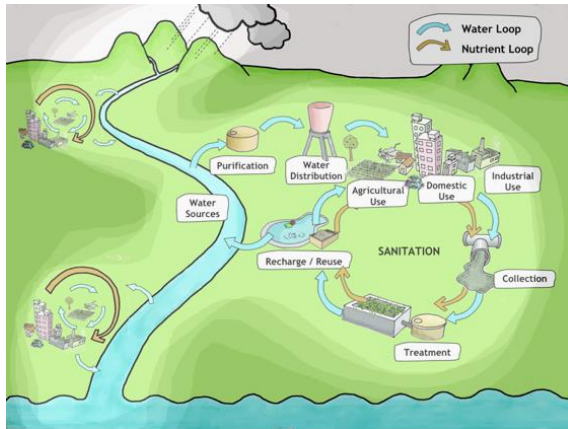 Water Loop
Nutrient Loop
Purification
Water
Distribution
Agricultural
Use
Domestic
Use
Industrial
Use
Water
Sources
Recharge / Reuse
SANITATION
Collection
Treatment